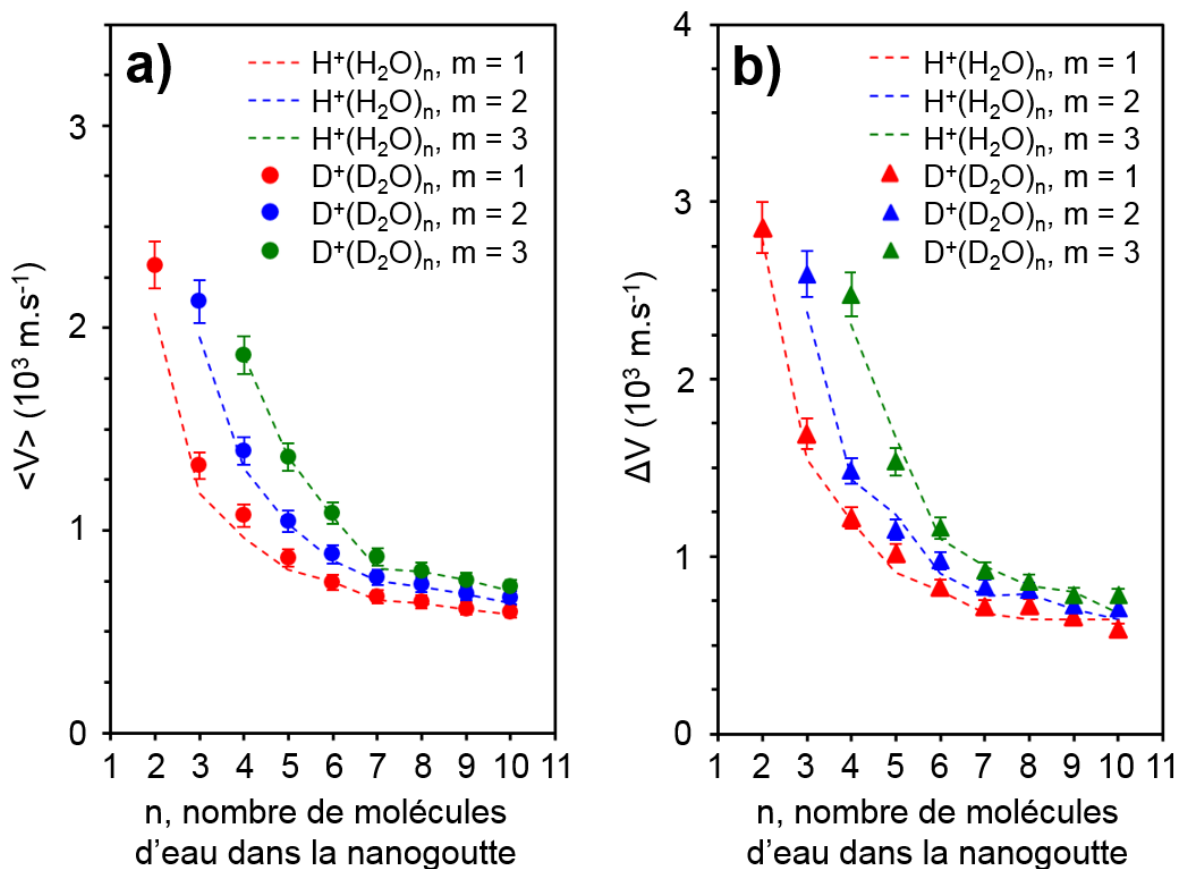 a)
H⁺(H₂O)ₙ, m = 1
H⁺(H₂O)ₙ, m = 2
H⁺(H₂O)ₙ, m = 3
D⁺(D₂O)ₙ, m = 1
D⁺(D₂O)ₙ, m = 2
D⁺(D₂O)ₙ, m = 3
<V> (10³ m.s⁻¹)
3
2
1
0
1 2 3 4 5 6 7 8 9 10 11
n, nombre de molécules
d'eau dans la nanogoutte
b)
H⁺(H₂O)ₙ, m = 1
H⁺(H₂O)ₙ, m = 2
H⁺(H₂O)ₙ, m = 3
D⁺(D₂O)ₙ, m = 1
D⁺(D₂O)ₙ, m = 2
D⁺(D₂O)ₙ, m = 3
ΔV (10³ m.s⁻¹)
4
3
2
1
0
1 2 3 4 5 6 7 8 9 10 11
n, nombre de molécules
d'eau dans la nanogoutte